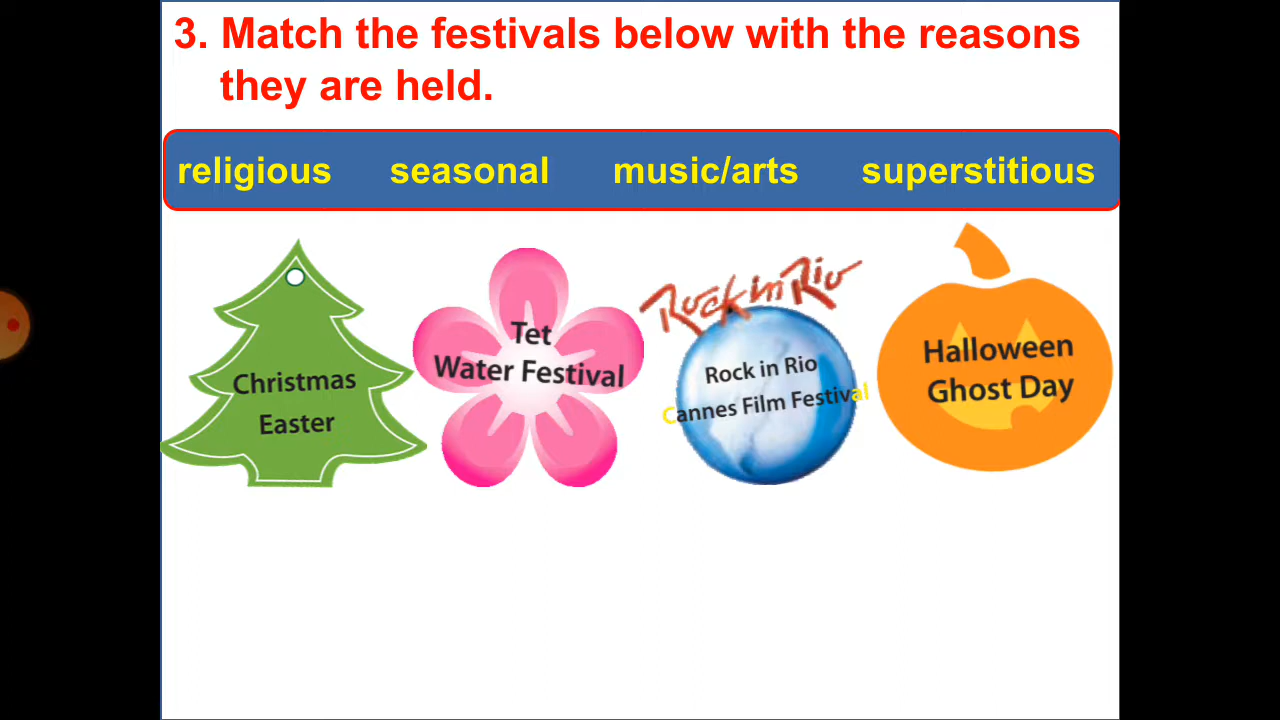 3. Match the festivals below with the reasons
they are held.
religious seasonal music/arts superstitious
Christmas
Easter
Tet
Water Festival
Rock in Rio
Rock in Rio
Cannes Film Festival
Halloween
Ghost Day